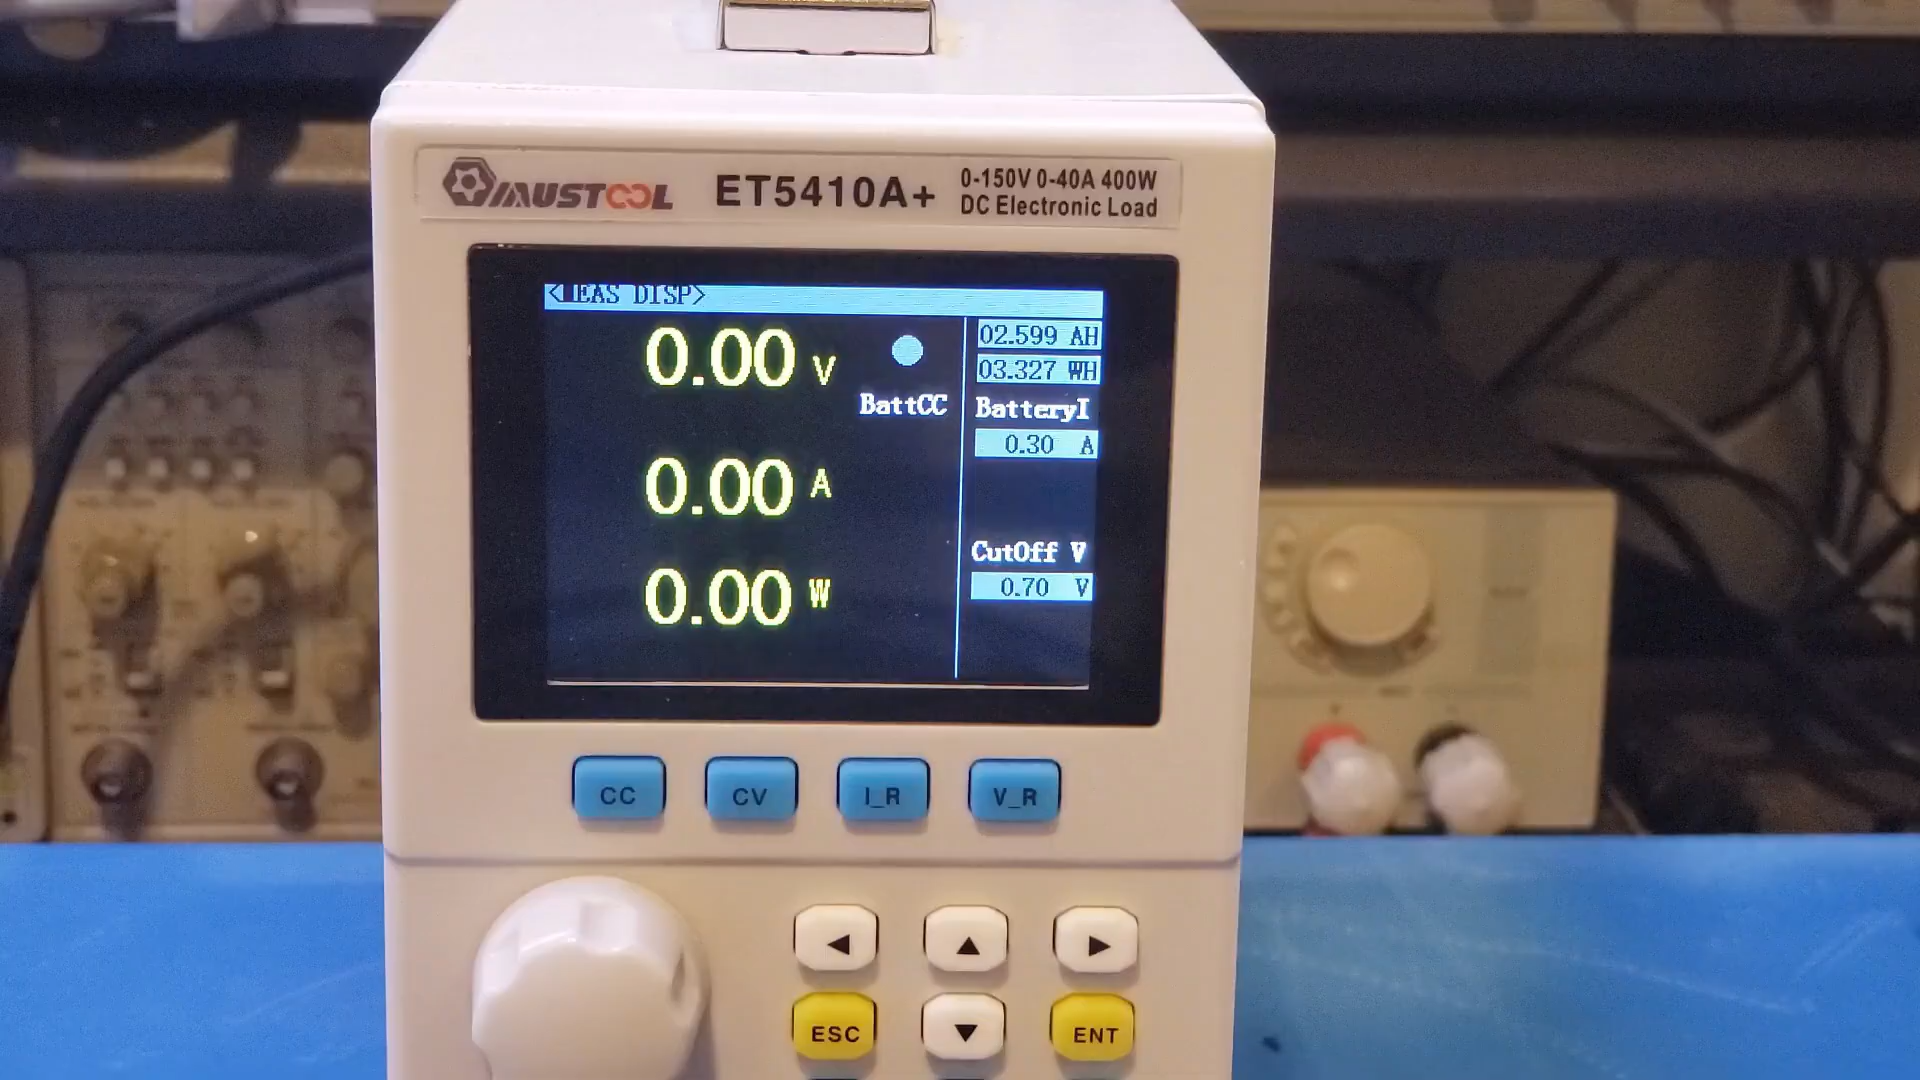 MUSTOOL ET5410A+ 0-150V 0-40A 400W
DC Electronic Load
<MEAS DISP>
0.00 V
02.599 AH
03.327 WH
BattCC
BatteryI
0.30 A
0.00 A
CutOff V
0.70 V
0.00 W
CC CV I_R V_R
ESC ENT